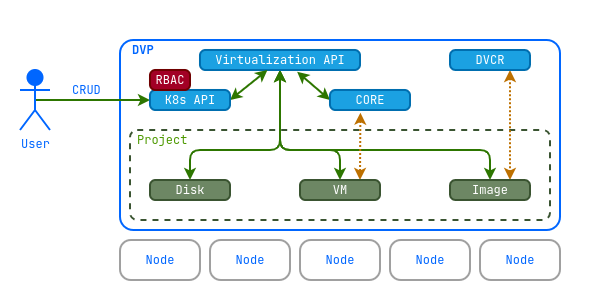 DVP
Virtualization API
DVCR
RBAC
CRUD
K8s API
CORE
Project
User
Disk
VM
Image
Node
Node
Node
Node
Node